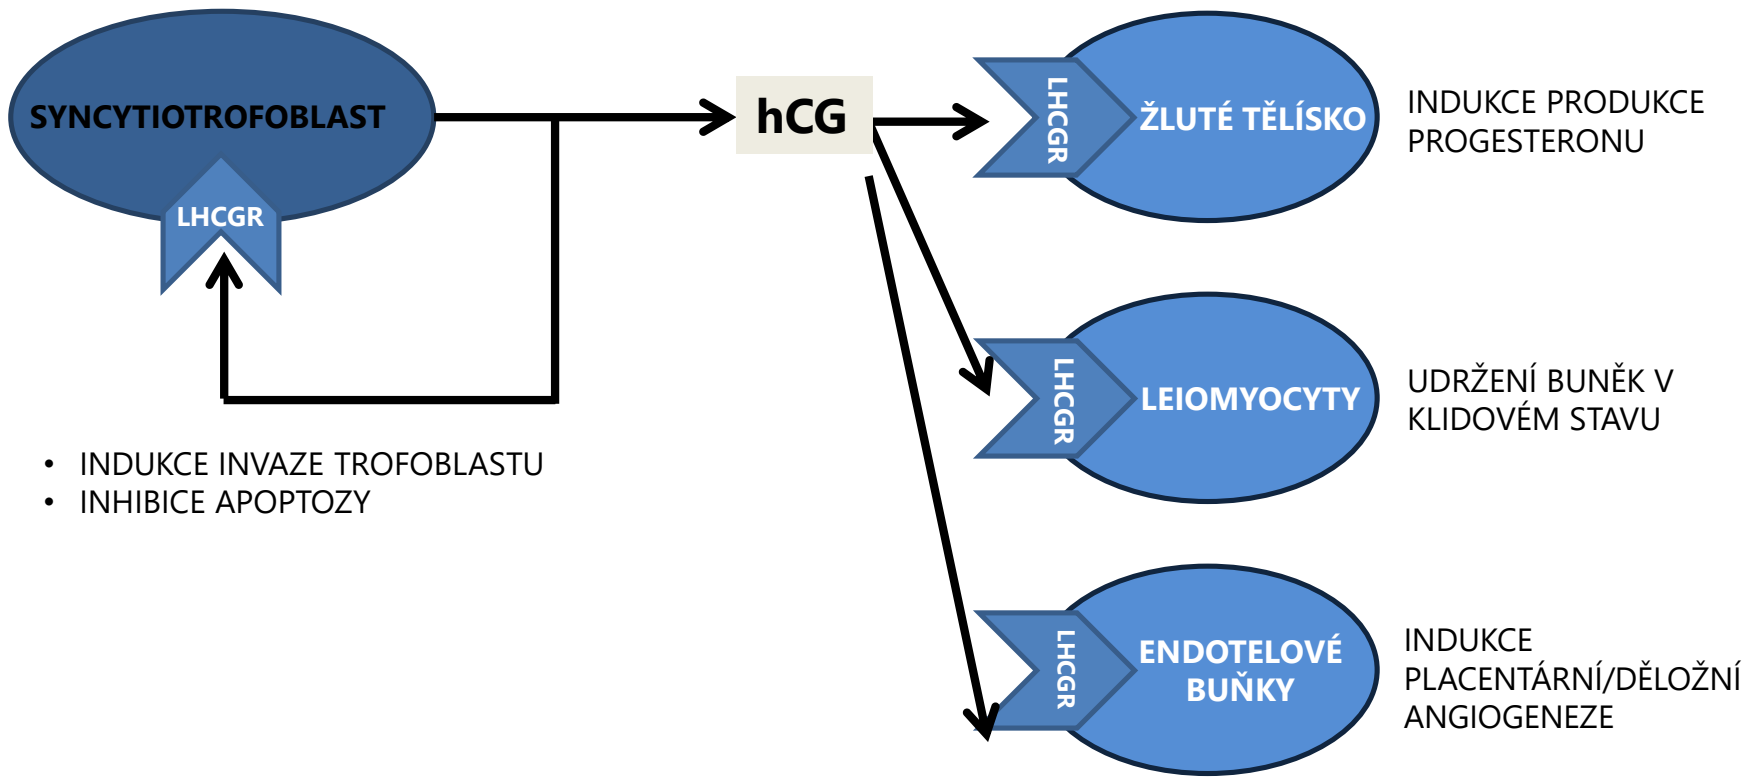 SYNCYTIOTROFOBLAST
LHCGR
• INDUKCE INVAZE TROFOBLASTU
• INHIBICE APOPTOZY
hCG
LHCGR
ŽLUTÉ TĚLÍSKO
INDUKCE PRODUKCE
PROGESTERONU
LHCGR
LEIOMYOCYTY
UDRŽENÍ BUNĚK V
KLIDOVÉM STAVU
LHCGR
ENDOTELOVÉ
BUŇKY
INDUKCE
PLACENTÁRNÍ/DĚLOŽNÍ
ANGIOGENEZE